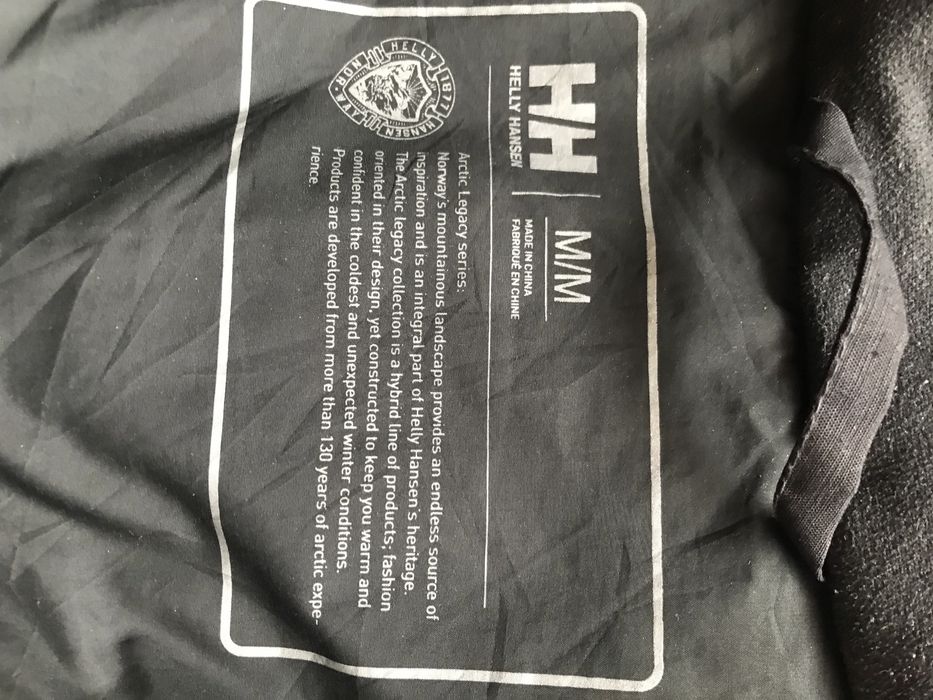 HH
HELLY HANSEN
M/M
MADE IN CHINA
FABRIQUÉ EN CHINE
HELLY 1877
HANSEN
NOR
Arctic Legacy series:
Norway's mountainous landscape provides an endless source of
inspiration and is an integral part of Helly Hansen's heritage.
The Arctic legacy collection is a hybrid line of products; fashion
oriented in their design, yet constructed to keep you warm and
confident in the coldest and unexpected winter conditions.
Products are developed from more than 130 years of arctic expe-
rience.